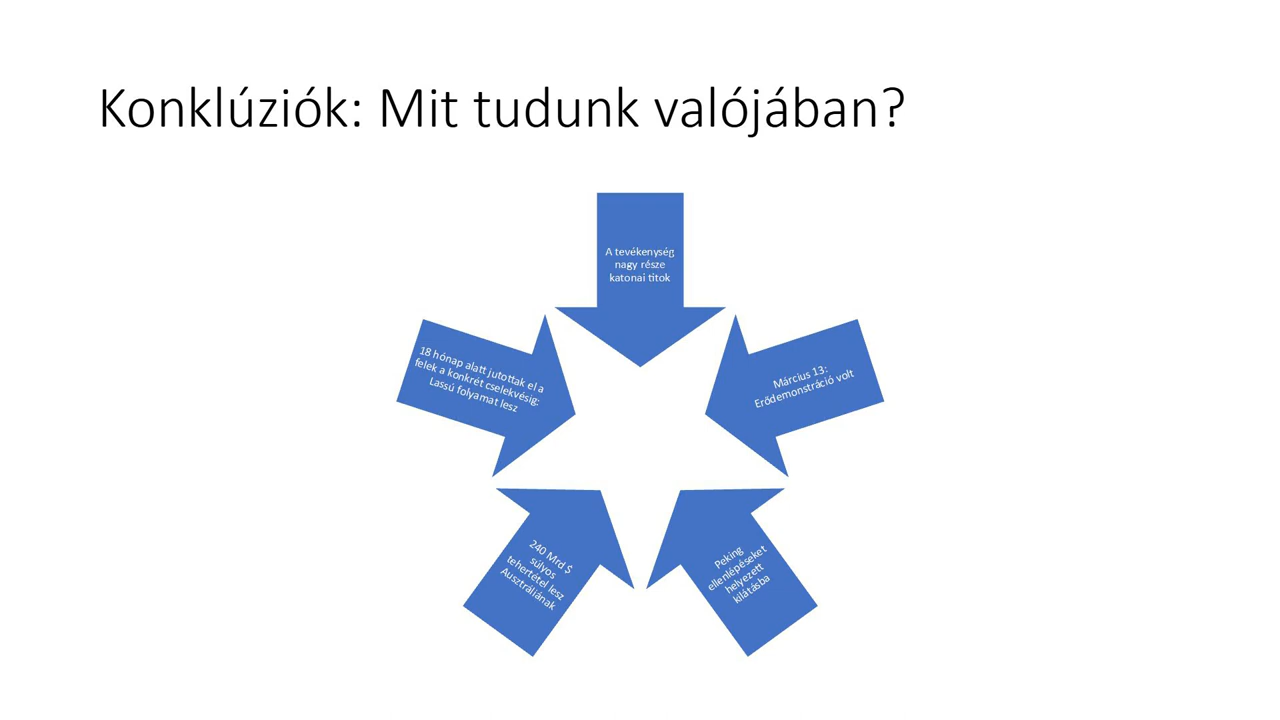 Konklúziók: Mit tudunk valójában?
A tevékenység
nagy része
katonai titok
Március 13:
Erődemonstráció volt
Peking
ellenlépéseket
helyezett
kilátásba
240 Mrd $
súlyos
tehertétel lesz
Ausztráliának
18 hónap alatt jutottak el a
felek a konkrét cselekvésig:
Lassú folyamat lesz